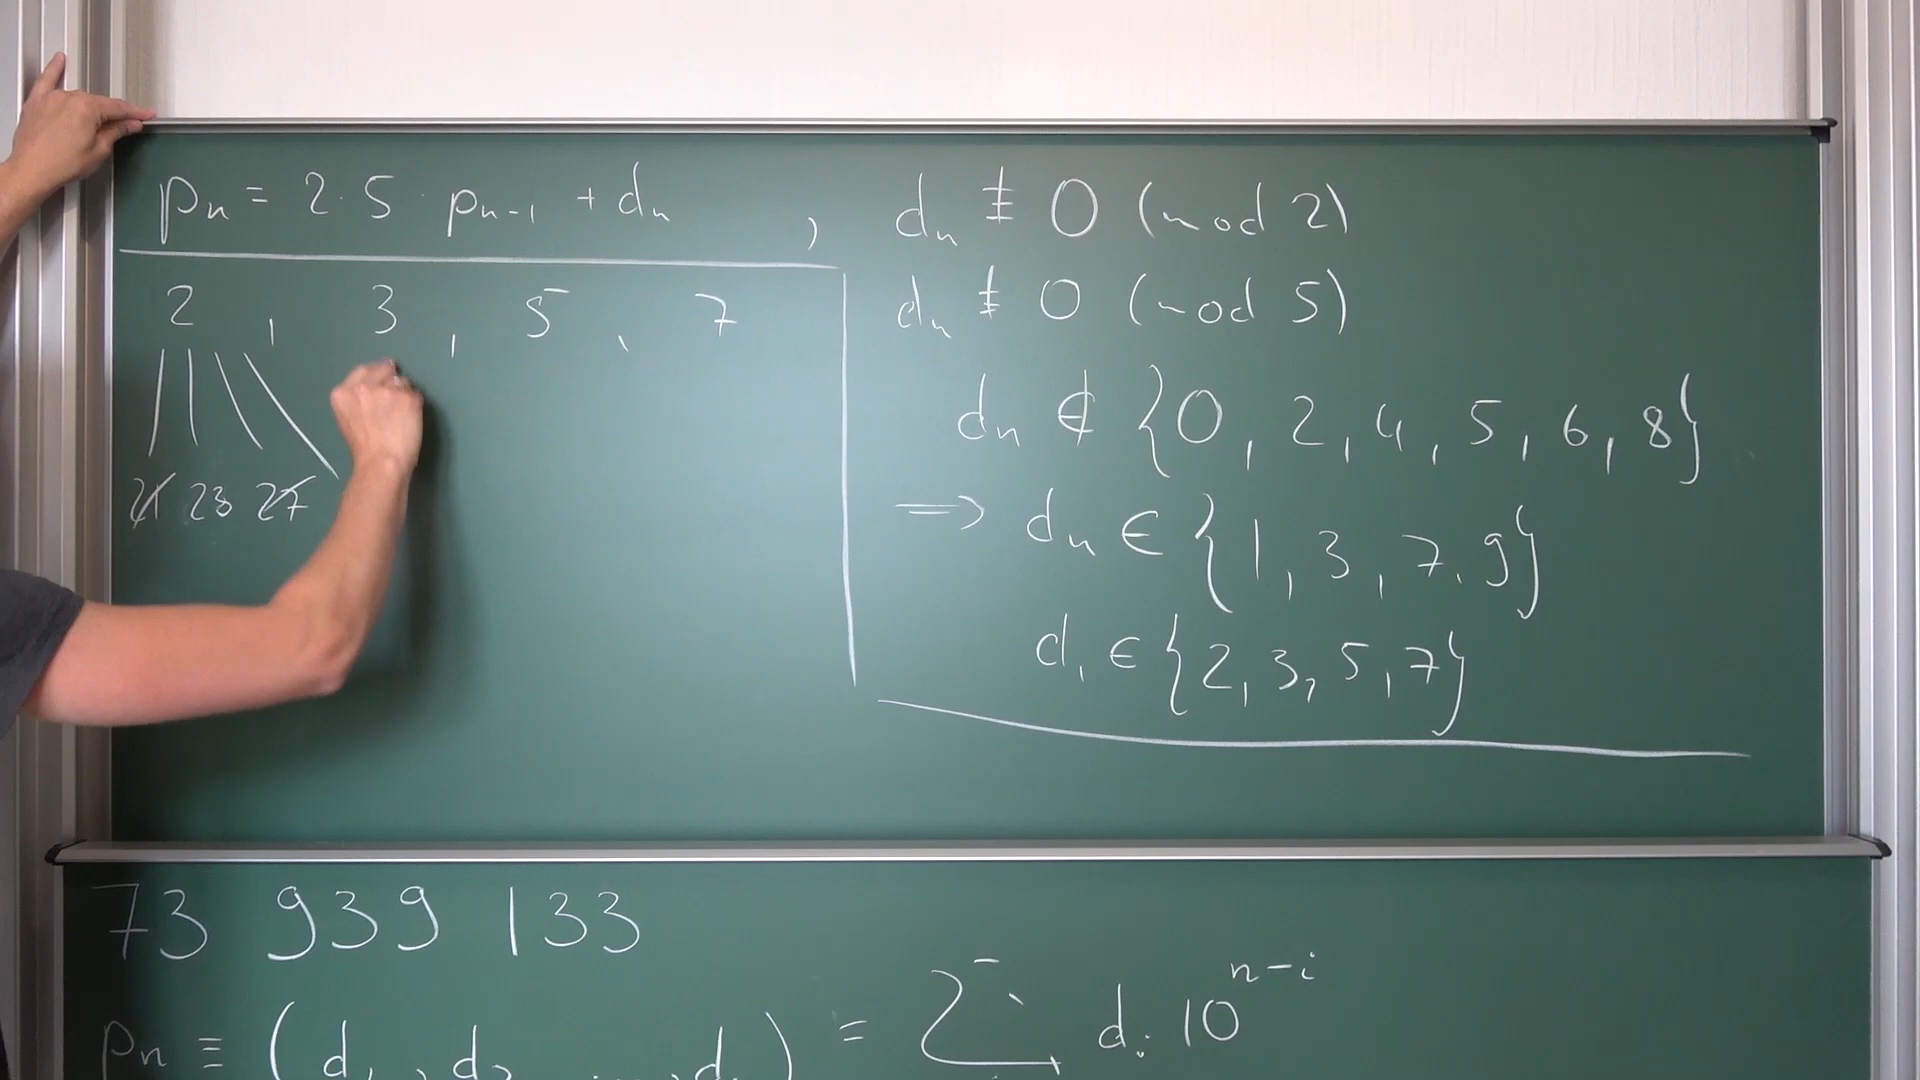 pₙ = 2·5·pₙ₋₁ + dₙ , dₙ ≢ 0 (mod 2)
2 , 3 , 5 , 7
dₙ ≢ 0 (mod 5)
dₙ ∉ {0, 2, 4, 5, 6, 8}
21 23 27
⇒ dₙ ∈ {1, 3, 7, 9}
d₁ ∈ {2, 3, 5, 7}
73 939 133
pₙ ≡ (d₁, d₂, ..., d
= Σ dᵢ 10ⁿ⁻ⁱ